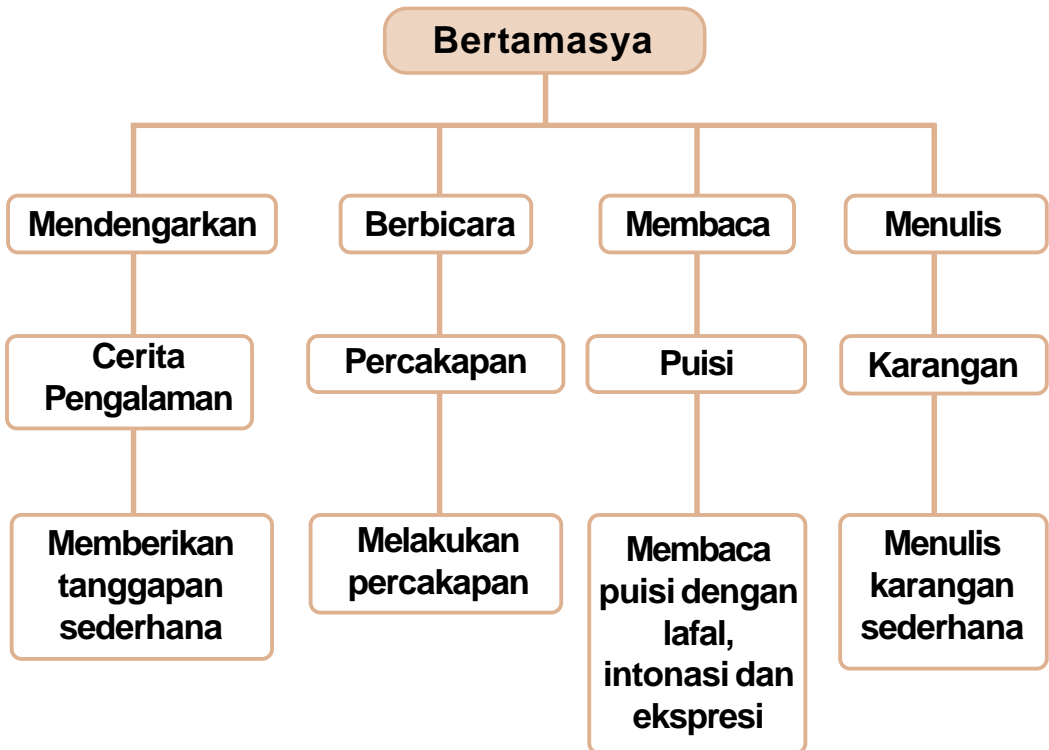 Bertamasya
Mendengarkan
Berbicara
Membaca
Menulis
Cerita
Pengalaman
Percakapan
Puisi
Karangan
Memberikan
tanggapan
sederhana
Melakukan
percakapan
Membaca
puisi dengan
lafal,
intonasi dan
ekspresi
Menulis
karangan
sederhana